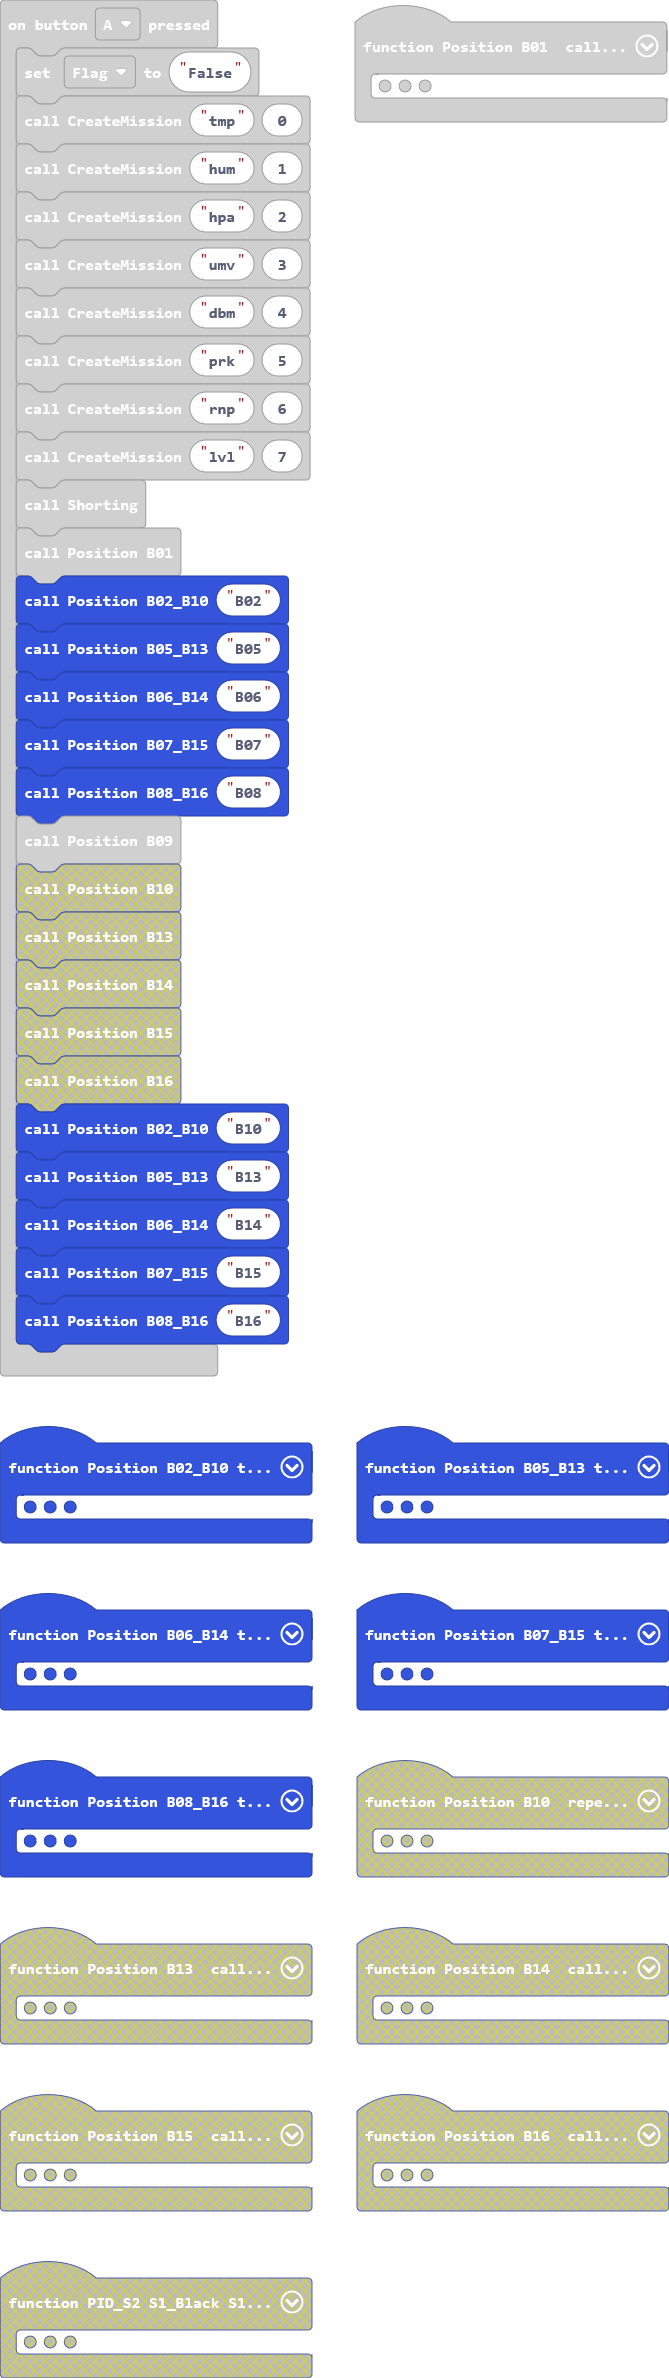 on button A pressed
function Position B01 call...
set Flag to "False"
call CreateMission "tmp" 0
call CreateMission "hum" 1
call CreateMission "hpa" 2
call CreateMission "umv" 3
call CreateMission "dbm" 4
call CreateMission "prk" 5
call CreateMission "rnp" 6
call CreateMission "lvl" 7
call Shorting
call Position B01
call Position B02_B10 "B02"
call Position B05_B13 "B05"
call Position B06_B14 "B06"
call Position B07_B15 "B07"
call Position B08_B16 "B08"
call Position B09
call Position B10
call Position B13
call Position B14
call Position B15
call Position B16
call Position B02_B10 "B10"
call Position B05_B13 "B13"
call Position B06_B14 "B14"
call Position B07_B15 "B15"
call Position B08_B16 "B16"
function Position B02_B10 t...
function Position B05_B13 t...
function Position B06_B14 t...
function Position B07_B15 t...
function Position B08_B16 t...
function Position B10 repe...
function Position B13 call...
function Position B14 call...
function Position B15 call...
function Position B16 call...
function PID_S2 S1_Black S1...